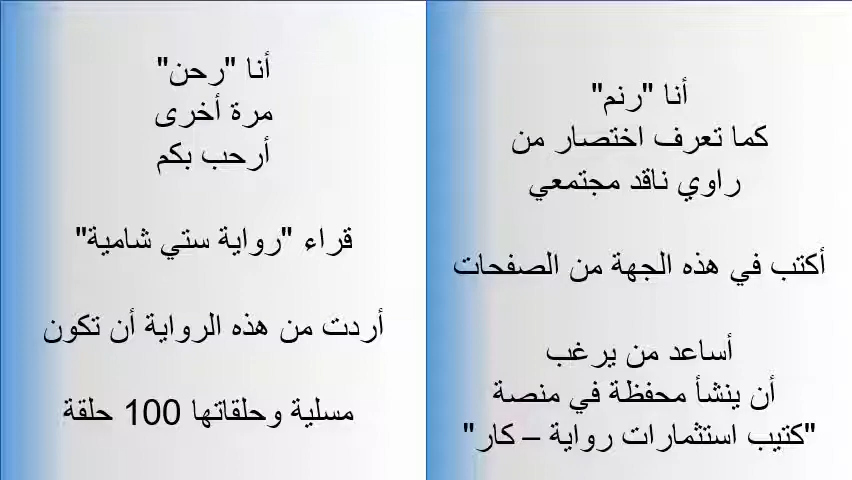 أنا "رنم"
كما تعرف اختصار من
راوي ناقد مجتمعي
أكتب في هذه الجهة من الصفحات
أساعد من يرغب
أن ينشأ محفظة في منصة
"كتيب استثمارات رواية – كار"
أنا "رحن"
مرة أخرى
أرحب بكم
قراء "رواية ستي شامية"
أردت من هذه الرواية أن تكون
مسلية وحلقاتها 100 حلقة